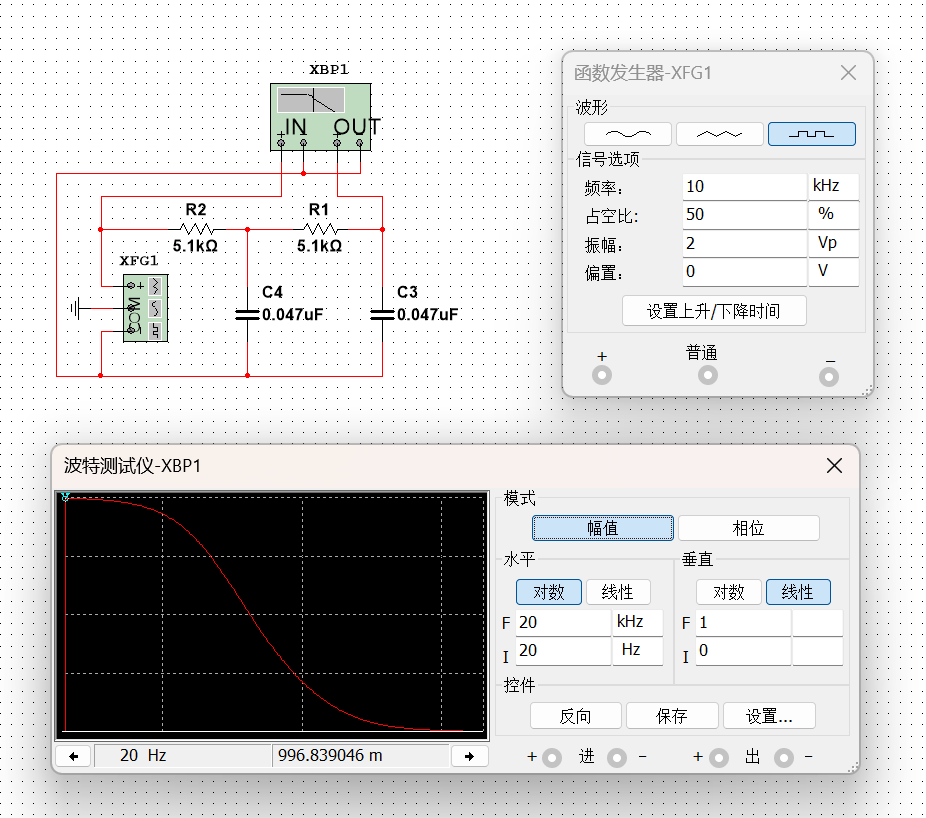 XBP1
IN OUT
+ +
R2
5.1kΩ
R1
5.1kΩ
XFG1
+
COM
C4
0.047uF
C3
0.047uF
函数发生器-XFG1
波形
信号选项
频率: 10 kHz
占空比: 50 %
振幅: 2 Vp
偏置: 0 V
设置上升/下降时间
+ 普通 −
波特测试仪-XBP1
模式
幅值 相位
水平
对数 线性
F 20 kHz
I 20 Hz
垂直
对数 线性
F 1
I 0
控件
反向 保存 设置...
20 Hz 996.839046 m
+ 进 − + 出 −